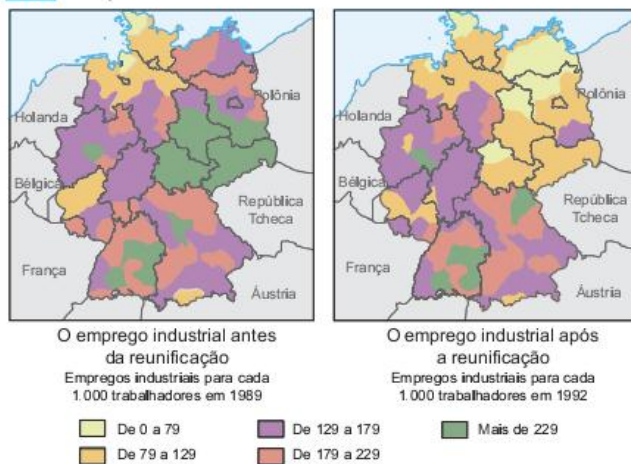 Holanda
Polônia
Bélgica
República
Tcheca
França
Áustria
Holanda
Polônia
Bélgica
República
Tcheca
França
Áustria
O emprego industrial antes
da reunificação
Empregos industriais para cada
1.000 trabalhadores em 1989
O emprego industrial após
a reunificação
Empregos industriais para cada
1.000 trabalhadores em 1992
De 0 a 79
De 129 a 179
Mais de 229
De 79 a 129
De 179 a 229